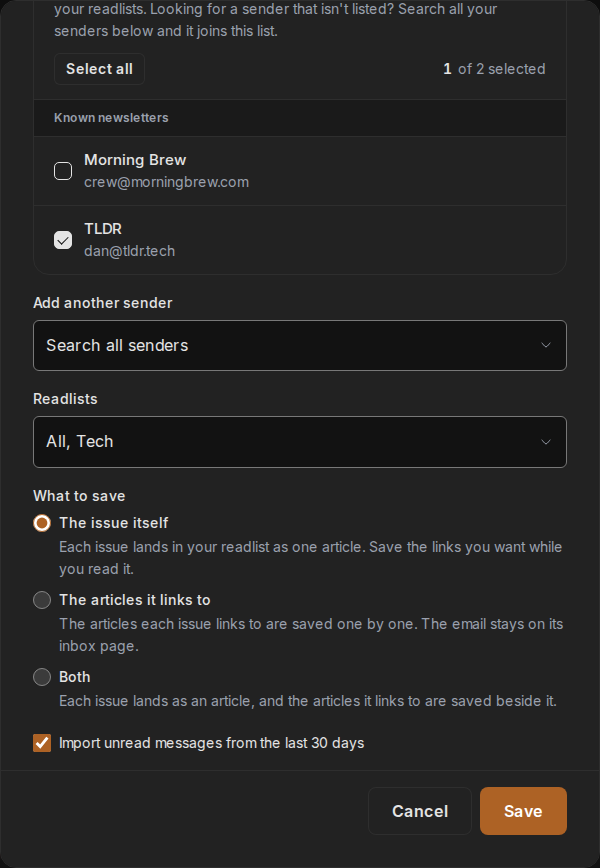 your readlists. Looking for a sender that isn't listed? Search all your
senders below and it joins this list.
Select all
1 of 2 selected
Known newsletters
Morning Brew
crew@morningbrew.com
TLDR
dan@tldr.tech
Add another sender
Search all senders
Readlists
All, Tech
What to save
The issue itself
Each issue lands in your readlist as one article. Save the links you want while
you read it.
The articles it links to
The articles each issue links to are saved one by one. The email stays on its
inbox page.
Both
Each issue lands as an article, and the articles it links to are saved beside it.
Import unread messages from the last 30 days
Cancel
Save